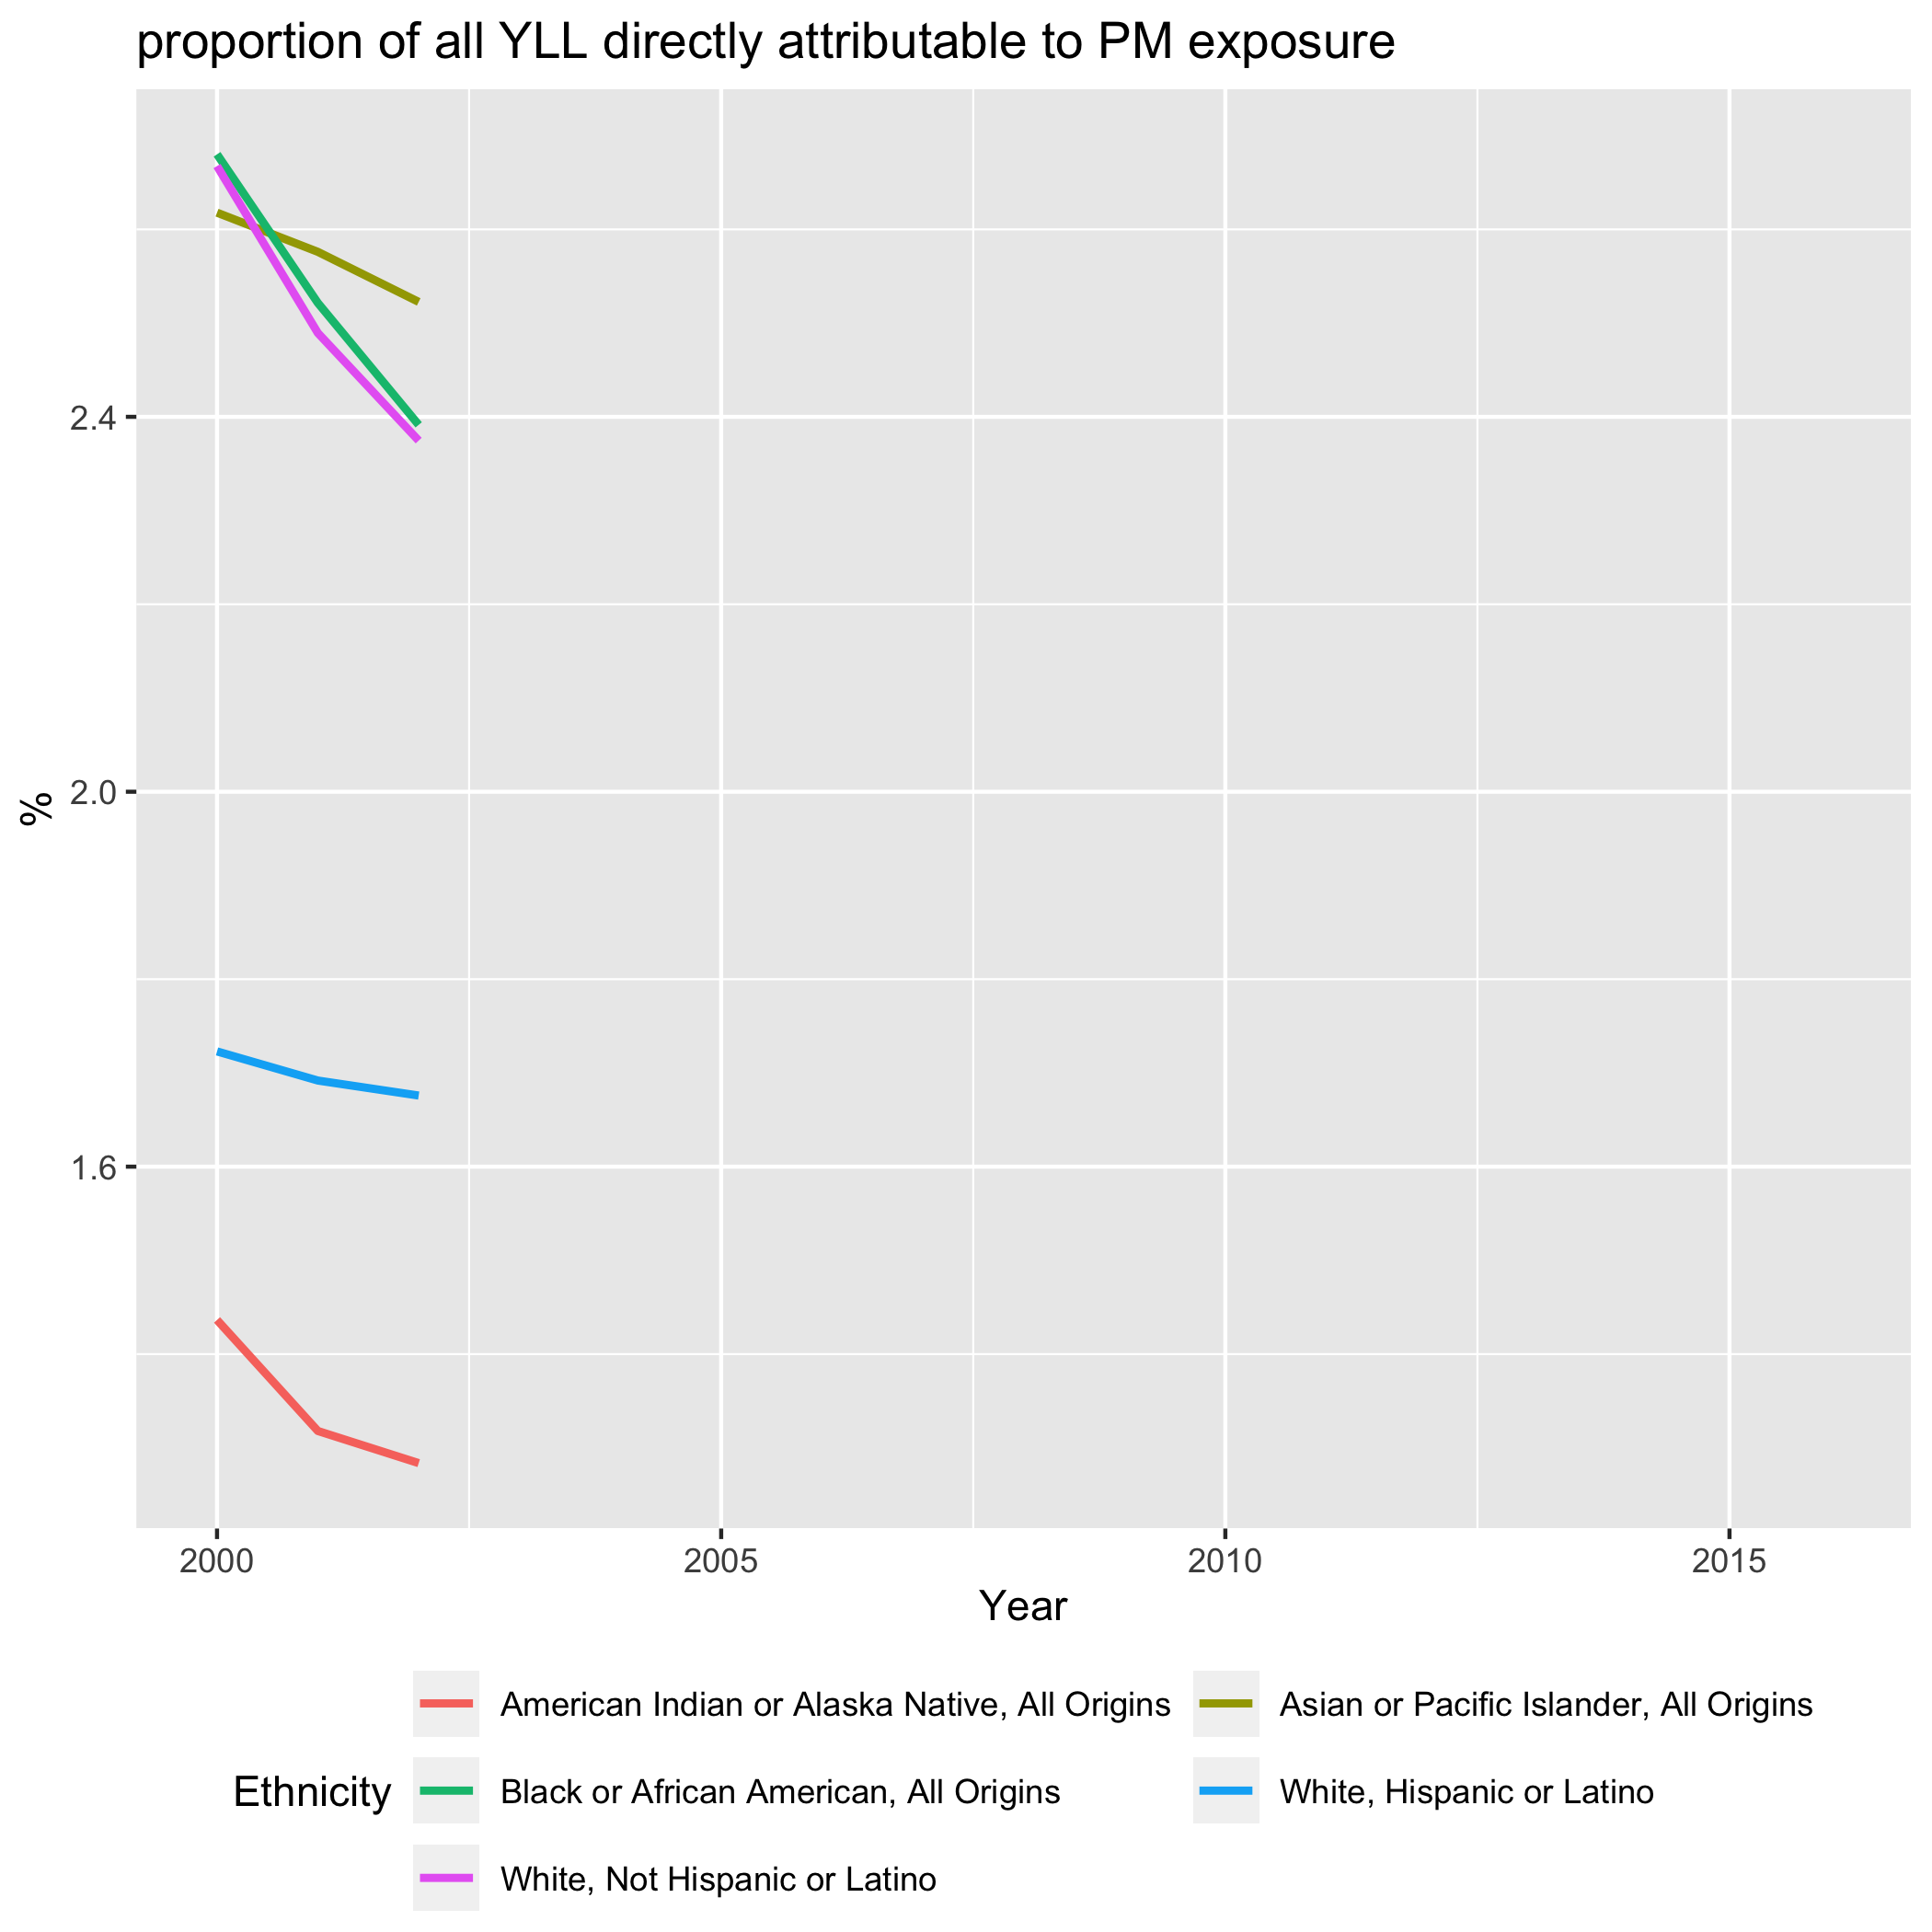 proportion of all YLL directly attributable to PM exposure
2.4
2.0
1.6
%
2000 2005 2010 2015
Year
Ethnicity
American Indian or Alaska Native, All Origins
Asian or Pacific Islander, All Origins
Black or African American, All Origins
White, Hispanic or Latino
White, Not Hispanic or Latino